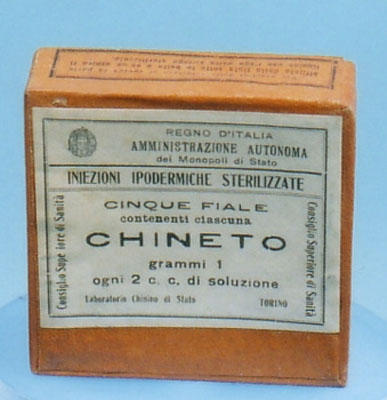 REGNO D'ITALIA
AMMINISTRAZIONE AUTONOMA
dei Monopoli di Stato
INIEZIONI IPODERMICHE STERILIZZATE
Consiglio Superiore di Sanità
CINQUE FIALE
contenenti ciascuna
CHINETO
grammi 1
ogni 2 c. c. di soluzione
Laboratorio Chinino di Stato TORINO
Consiglio Superiore di Sanità